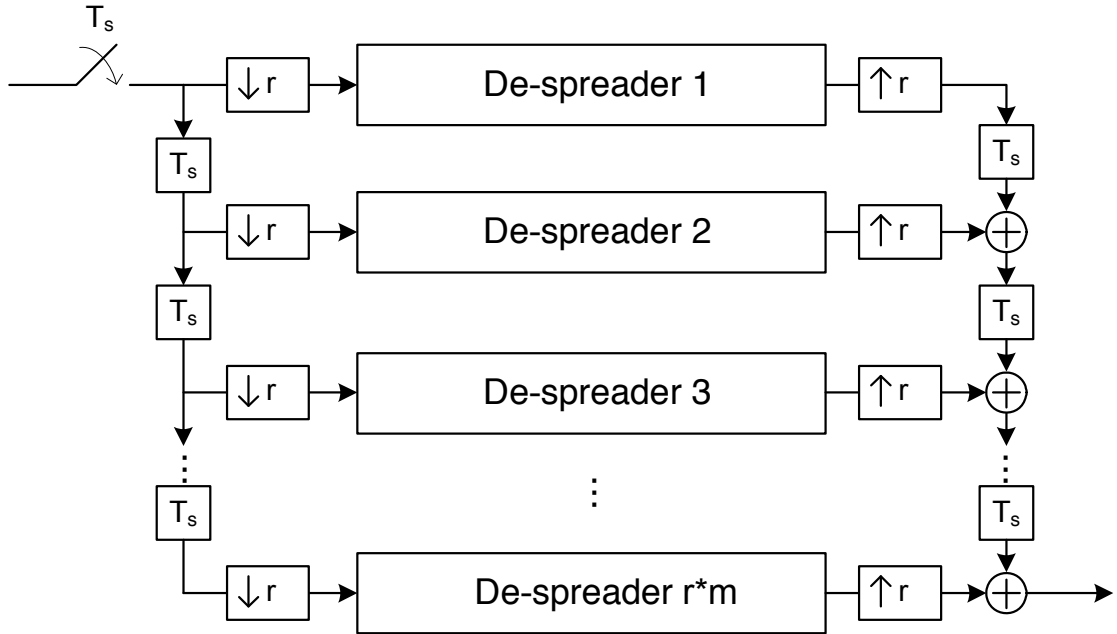 Tₛ
↓ r De-spreader 1 ↑ r
Tₛ Tₛ
↓ r De-spreader 2 ↑ r
Tₛ Tₛ
↓ r De-spreader 3 ↑ r
Tₛ Tₛ
↓ r De-spreader r*m ↑ r